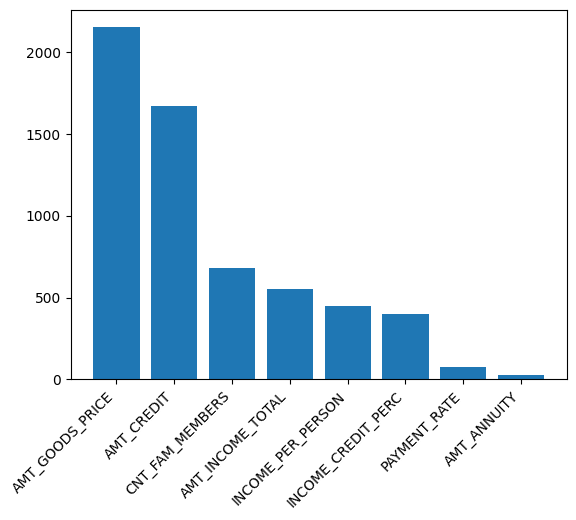 2000
1500
1000
500
0
AMT_GOODS_PRICE
AMT_CREDIT
CNT_FAM_MEMBERS
AMT_INCOME_TOTAL
INCOME_PER_PERSON
INCOME_CREDIT_PERC
PAYMENT_RATE
AMT_ANNUITY